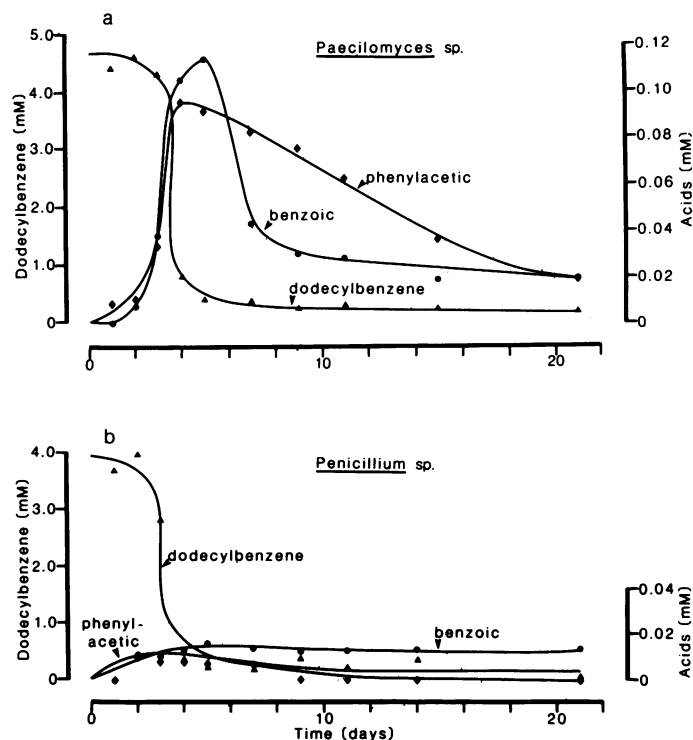 a
Paecilomyces sp.
Dodecylbenzene (mM)
5.0
4.0
3.0
2.0
1.0
0
phenylacetic
benzoic
dodecylbenzene
0.12
0.10
0.08
0.06
0.04
0.02
0
Acids (mM)
0
10
20
b
Penicillium sp.
Dodecylbenzene (mM)
4.0
3.0
2.0
1.0
0
dodecylbenzene
phenyl-
acetic
benzoic
0.04
0.02
0
Acids (mM)
0
10
20
Time (days)